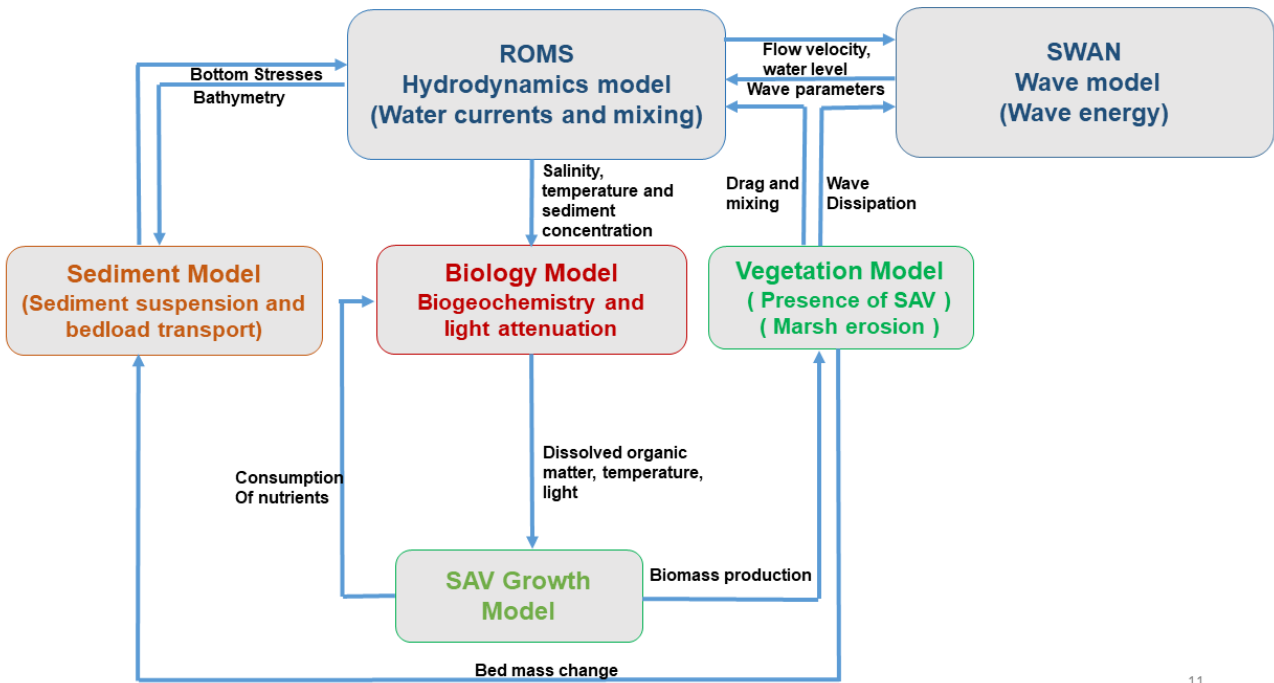 ROMS
Hydrodynamics model
(Water currents and mixing)
Flow velocity,
water level
Wave parameters
SWAN
Wave model
(Wave energy)
Bottom Stresses
Bathymetry
Salinity,
temperature and
sediment
concentration
Drag and
mixing
Wave
Dissipation
Sediment Model
(Sediment suspension and
bedload transport)
Biology Model
Biogeochemistry and
light attenuation
Vegetation Model
( Presence of SAV )
( Marsh erosion )
Consumption
Of nutrients
Dissolved organic
matter, temperature,
light
SAV Growth
Model
Biomass production
Bed mass change
11